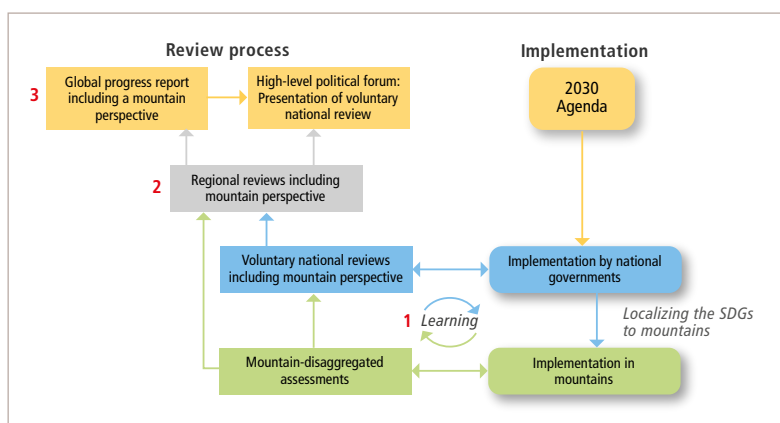 Review process
Implementation
3
Global progress report
including a mountain
perspective
High-level political forum:
Presentation of voluntary
national review
2030
Agenda
2
Regional reviews including
mountain perspective
Voluntary national reviews
including mountain perspective
Implementation by national
governments
1
Learning
Localizing the SDGs
to mountains
Mountain-disaggregated
assessments
Implementation in
mountains